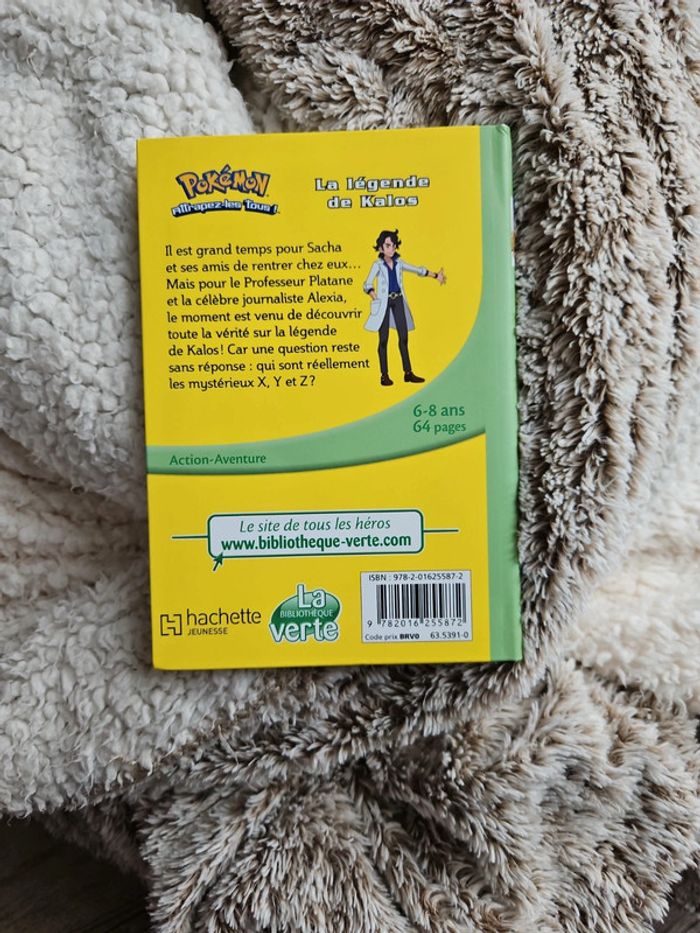 POKéMON
Attrapez-les Tous !
La légende
de Kalos
Il est grand temps pour Sacha
et ses amis de rentrer chez eux…
Mais pour le Professeur Platane
et la célèbre journaliste Alexia,
le moment est venu de découvrir
toute la vérité sur la légende
de Kalos ! Car une question reste
sans réponse : qui sont réellement
les mystérieux X, Y et Z ?
6-8 ans
64 pages
Action-Aventure
Le site de tous les héros
www.bibliotheque-verte.com
hachette
JEUNESSE
La
BIBLIOTHÈQUE
verte
ISBN : 978-2-01625587-2
9 782016 255872
Code prix BRV0 63.5391-0